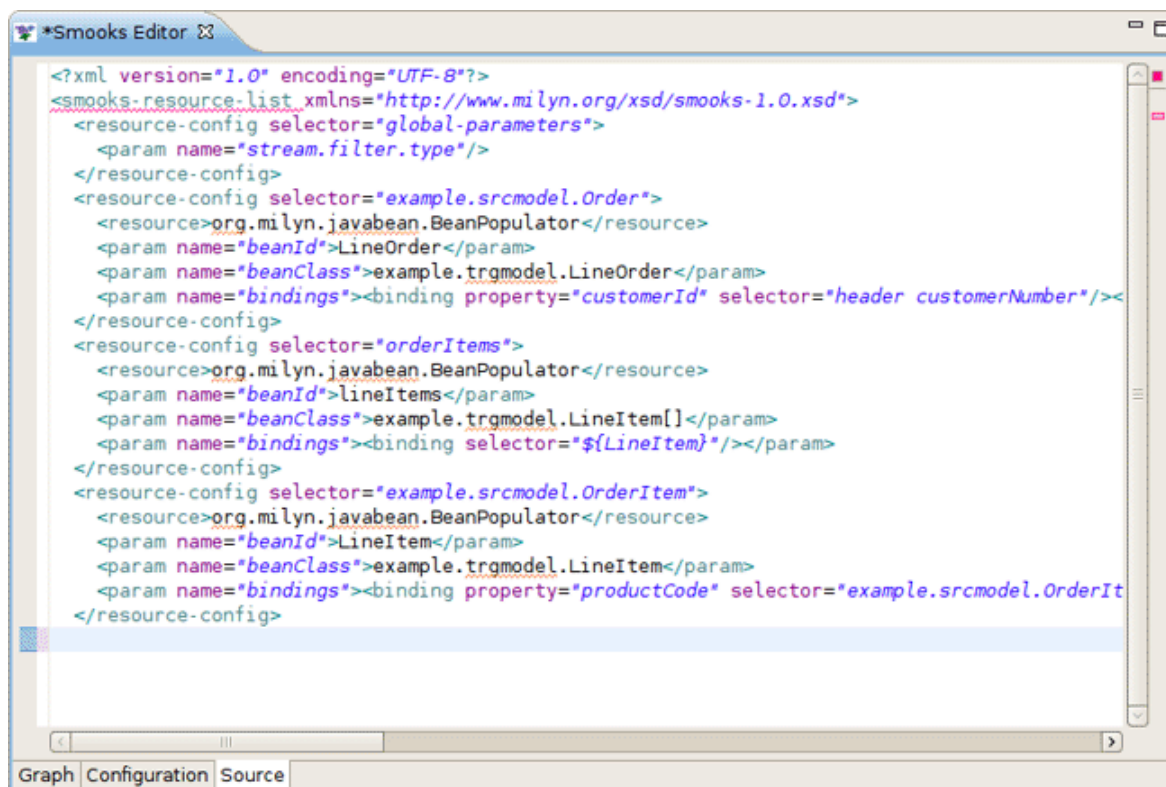 *Smooks Editor
<?xml version="1.0" encoding="UTF-8"?>
<smooks-resource-list xmlns="http://www.milyn.org/xsd/smooks-1.0.xsd">
<resource-config selector="global-parameters">
<param name="stream.filter.type"/>
</resource-config>
<resource-config selector="example.srcmodel.Order">
<resource>org.milyn.javabean.BeanPopulator</resource>
<param name="beanId">LineOrder</param>
<param name="beanClass">example.trgmodel.LineOrder</param>
<param name="bindings"><binding property="customerId" selector="header customerNumber"/><
</resource-config>
<resource-config selector="orderItems">
<resource>org.milyn.javabean.BeanPopulator</resource>
<param name="beanId">lineItems</param>
<param name="beanClass">example.trgmodel.LineItem[]</param>
<param name="bindings"><binding selector="${LineItem}"/></param>
</resource-config>
<resource-config selector="example.srcmodel.OrderItem">
<resource>org.milyn.javabean.BeanPopulator</resource>
<param name="beanId">LineItem</param>
<param name="beanClass">example.trgmodel.LineItem</param>
<param name="bindings"><binding property="productCode" selector="example.srcmodel.OrderIt
</resource-config>
Graph Configuration Source